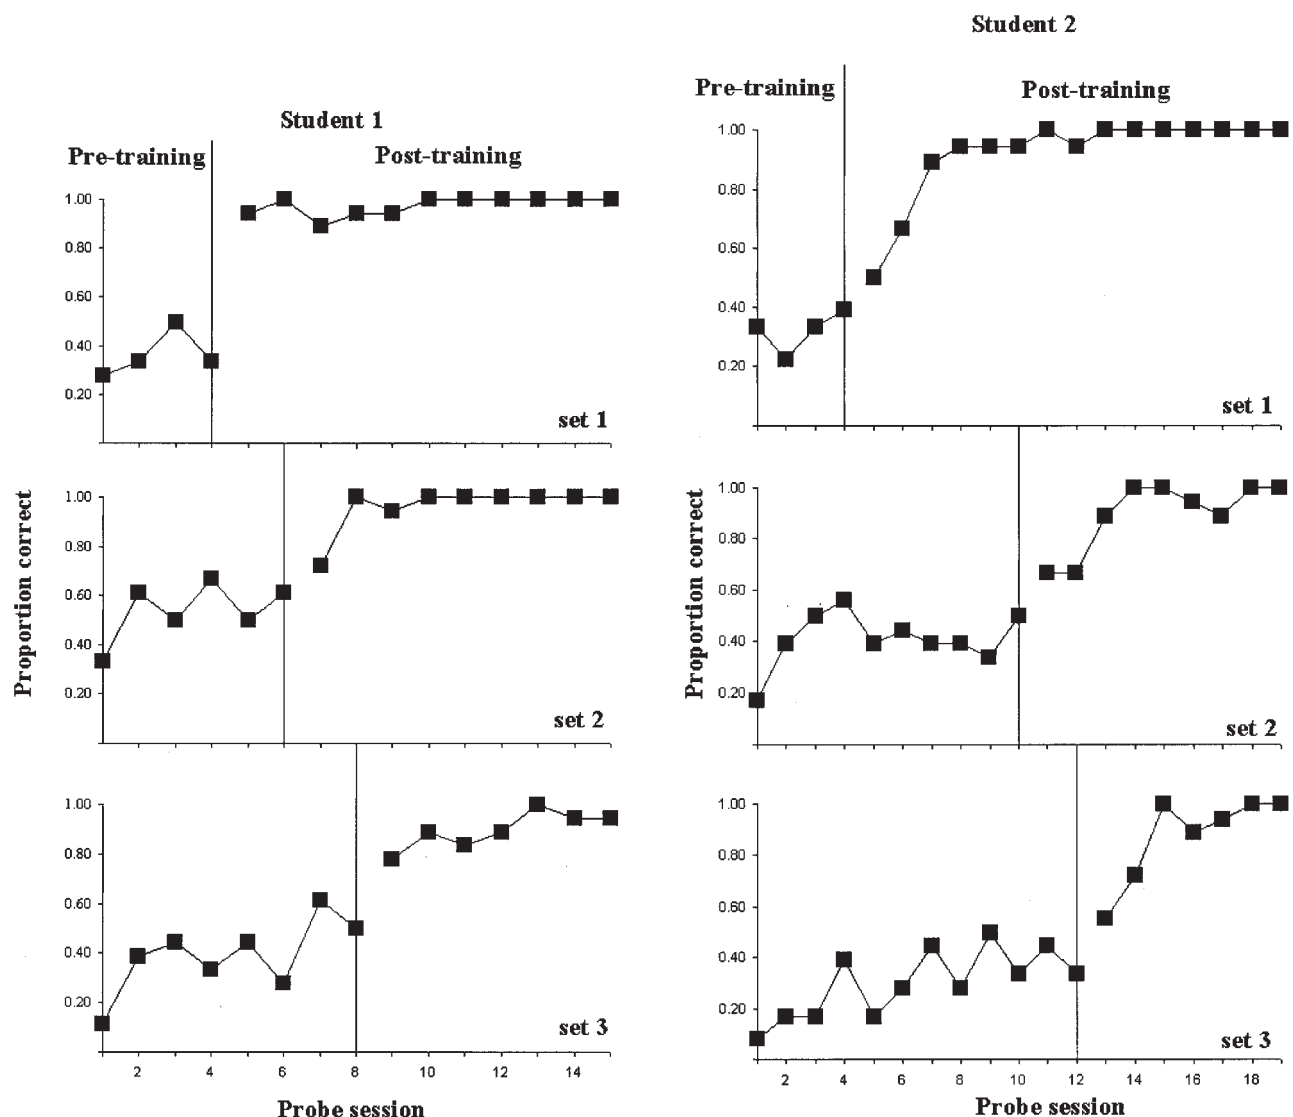 Student 1
Pre-training
Post-training
1.00
0.80
0.60
0.40
0.20
set 1
1.00
0.80
0.60
0.40
0.20
set 2
Proportion correct
1.00
0.80
0.60
0.40
0.20
set 3
2 4 6 8 10 12 14
Probe session
Student 2
Pre-training
Post-training
1.00
0.80
0.60
0.40
0.20
set 1
1.00
0.80
0.60
0.40
0.20
set 2
Proportion correct
1.00
0.80
0.60
0.40
0.20
set 3
2 4 6 8 10 12 14 16 18
Probe session